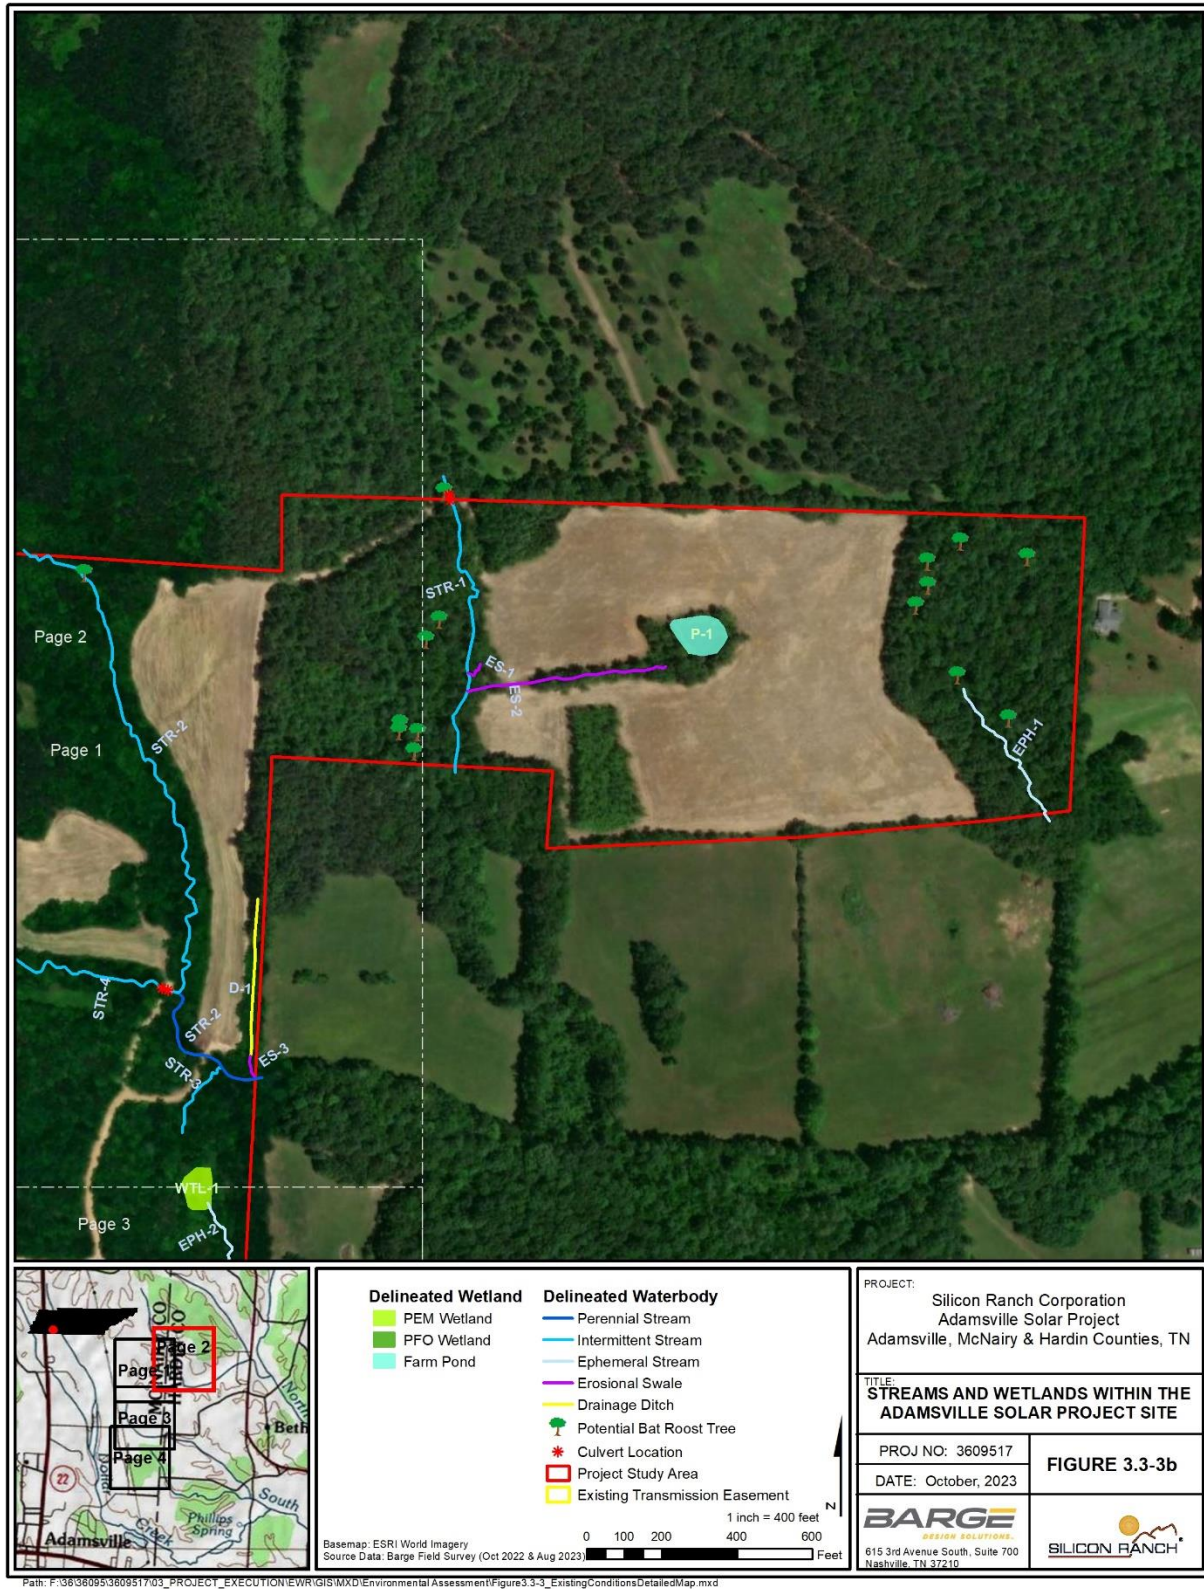 STR-1
P-1
Page 2
ES-1
ES-2
EPH-1
STR-2
Page 1
D-1
STR-4
STR-2
ES-3
STR-3
WTL-1
Page 3
EPH-2
Page 2
Page 1
Page 3
Page 4
22
Beth
North
South
Phillips
Spring
Creek
Adamsville
Delineated Wetland
PEM Wetland
PFO Wetland
Farm Pond
Delineated Waterbody
Perennial Stream
Intermittent Stream
Ephemeral Stream
Erosional Swale
Drainage Ditch
Potential Bat Roost Tree
Culvert Location
Project Study Area
Existing Transmission Easement
1 inch = 400 feet
N
0 100 200 400 600
Feet
Basemap: ESRI World Imagery
Source Data: Barge Field Survey (Oct 2022 & Aug 2023)
PROJECT:
Silicon Ranch Corporation
Adamsville Solar Project
Adamsville, McNairy & Hardin Counties, TN
TITLE:
STREAMS AND WETLANDS WITHIN THE
ADAMSVILLE SOLAR PROJECT SITE
PROJ NO: 3609517
DATE: October, 2023
FIGURE 3.3-3b
BARGE
DESIGN SOLUTIONS.
615 3rd Avenue South, Suite 700
Nashville, TN 37210
SILICON RANCH
Path: F:\36\36095\3609517\03_PROJECT_EXECUTION\EWR\GIS\MXD\Environmental Assessment\Figure3.3-3_ExistingConditionsDetailedMap.mxd